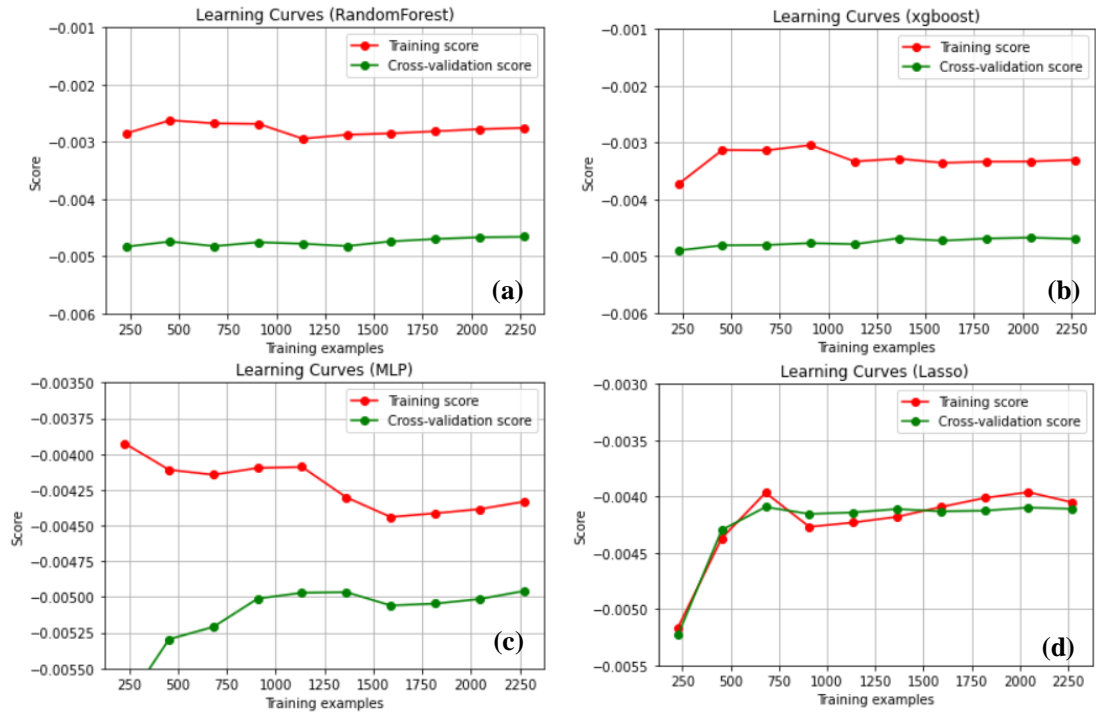 Learning Curves (RandomForest)
−0.001
−0.002
−0.003
−0.004
−0.005
−0.006
Score
Training score
Cross-validation score
(a)
250 500 750 1000 1250 1500 1750 2000 2250
Training examples
Learning Curves (xgboost)
−0.001
−0.002
−0.003
−0.004
−0.005
−0.006
Score
Training score
Cross-validation score
(b)
250 500 750 1000 1250 1500 1750 2000 2250
Training examples
Learning Curves (MLP)
−0.00350
−0.00375
−0.00400
−0.00425
−0.00450
−0.00475
−0.00500
−0.00525
−0.00550
Score
Training score
Cross-validation score
(c)
250 500 750 1000 1250 1500 1750 2000 2250
Training examples
Learning Curves (Lasso)
−0.0030
−0.0035
−0.0040
−0.0045
−0.0050
−0.0055
Score
Training score
Cross-validation score
(d)
250 500 750 1000 1250 1500 1750 2000 2250
Training examples